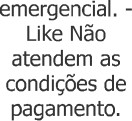 emergencial. -
Like Não
atendem as
condições de
pagamento.